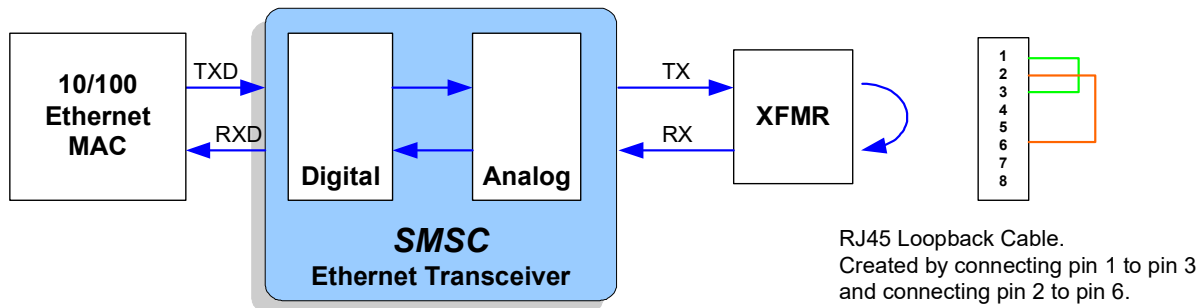 10/100
Ethernet
MAC
TXD
RXD
Digital
Analog
SMSC
Ethernet Transceiver
TX
RX
XFMR
1
2
3
4
5
6
7
8
RJ45 Loopback Cable.
Created by connecting pin 1 to pin 3
and connecting pin 2 to pin 6.